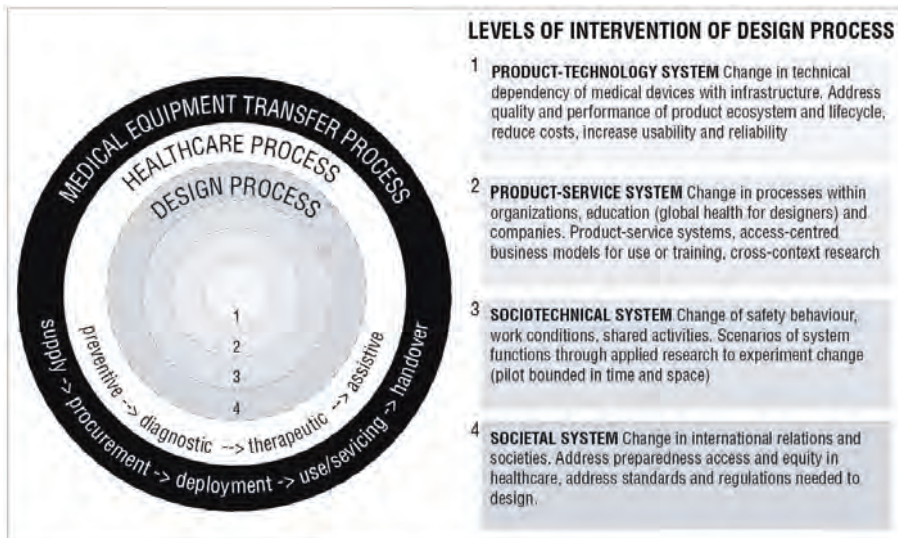 LEVELS OF INTERVENTION OF DESIGN PROCESS
MEDICAL EQUIPMENT TRANSFER PROCESS
HEALTHCARE PROCESS
DESIGN PROCESS
1
2
3
4
preventive --> diagnostic --> therapeutic --> assistive
supply -> procurement -> deployment -> use/sevicing -> handover
1 PRODUCT-TECHNOLOGY SYSTEM Change in technical
dependency of medical devices with infrastructure. Address
quality and performance of product ecosystem and lifecycle,
reduce costs, increase usability and reliability
2 PRODUCT-SERVICE SYSTEM Change in processes within
organizations, education (global health for designers) and
companies. Product-service systems, access-centred
business models for use or training, cross-context research
3 SOCIOTECHNICAL SYSTEM Change of safety behaviour,
work conditions, shared activities. Scenarios of system
functions through applied research to experiment change
(pilot bounded in time and space)
4 SOCIETAL SYSTEM Change in international relations and
societies. Address preparedness access and equity in
healthcare, address standards and regulations needed to
design.